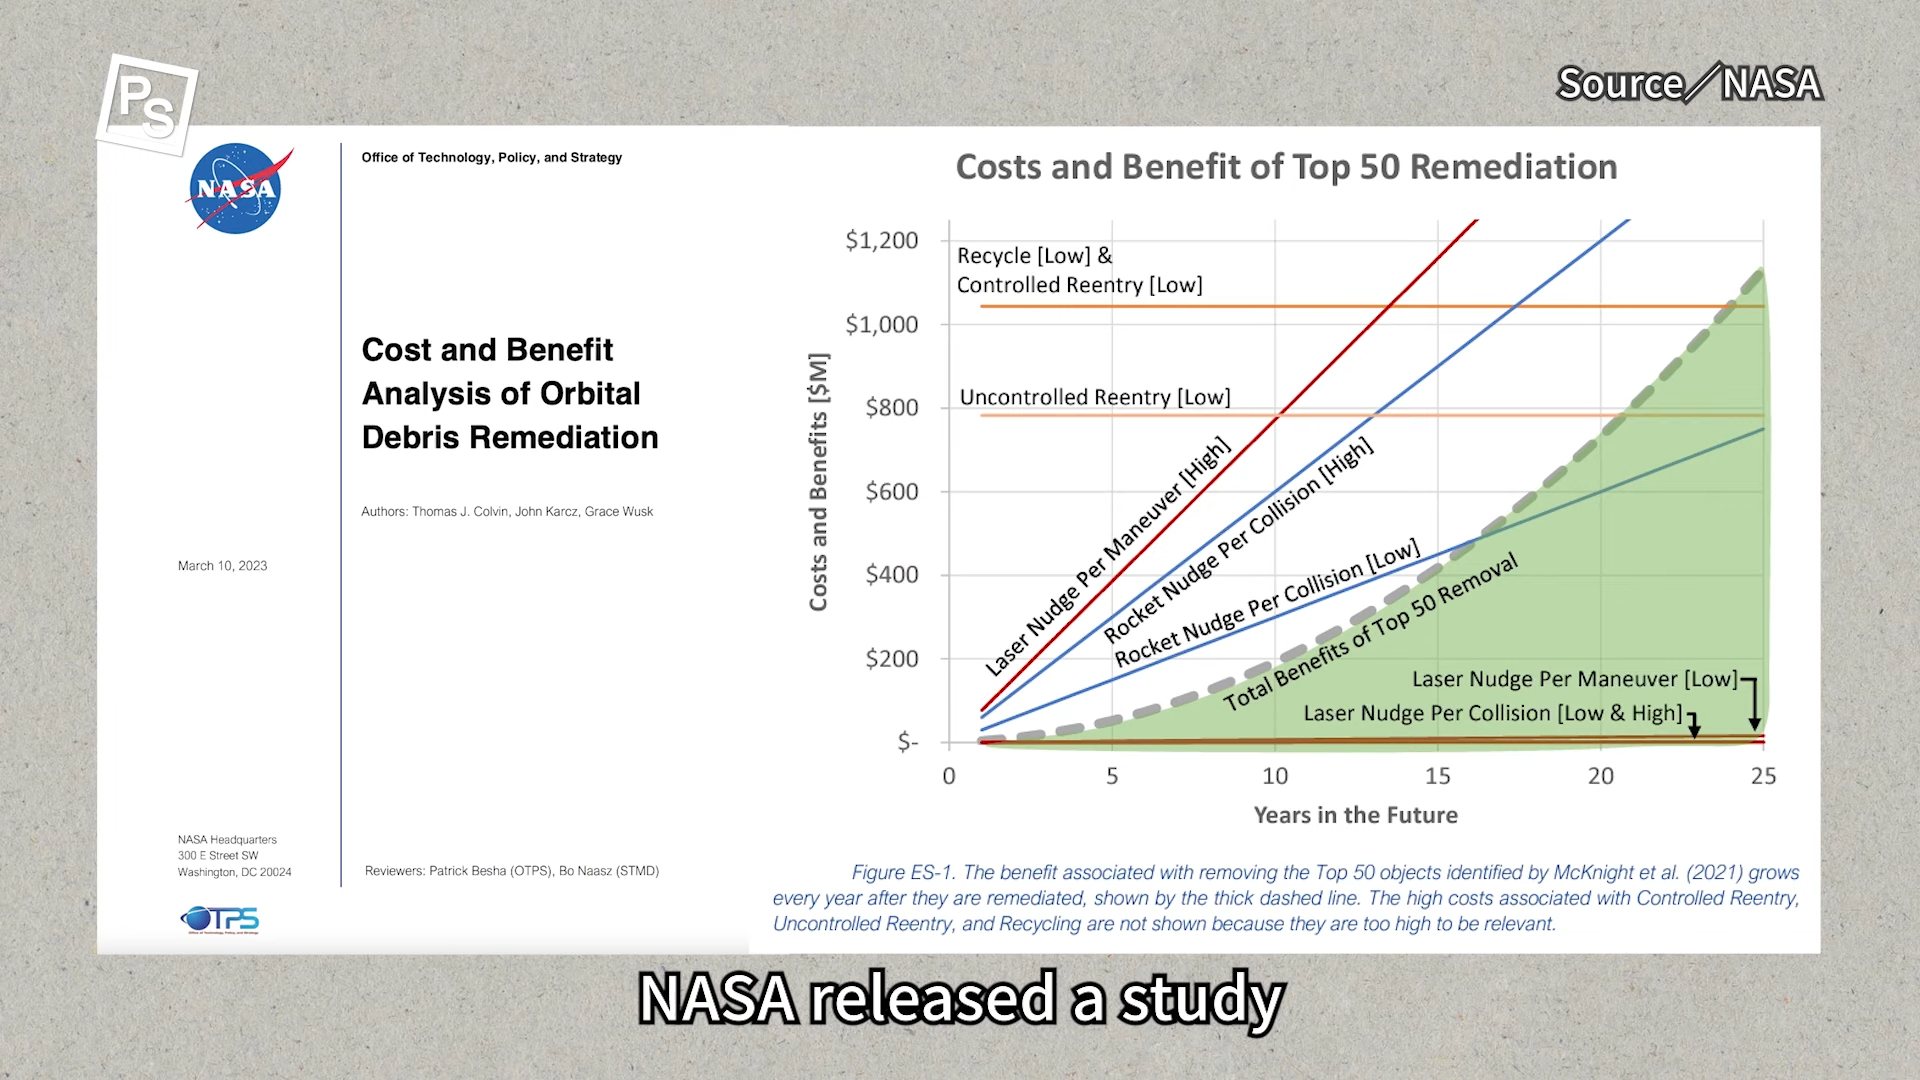 PS
Source／NASA
NASA
Office of Technology, Policy, and Strategy
Cost and Benefit
Analysis of Orbital
Debris Remediation
Authors: Thomas J. Colvin, John Karcz, Grace Wusk
March 10, 2023
NASA Headquarters
300 E Street SW
Washington, DC 20024
Reviewers: Patrick Besha (OTPS), Bo Naasz (STMD)
OTPS
Office of Technology, Policy, and Strategy
Costs and Benefit of Top 50 Remediation
Costs and Benefits [$M]
$1,200
$1,000
$800
$600
$400
$200
$-
Recycle [Low] &
Controlled Reentry [Low]
Uncontrolled Reentry [Low]
Laser Nudge Per Maneuver [High]
Rocket Nudge Per Collision [High]
Rocket Nudge Per Collision [Low]
Total Benefits of Top 50 Removal
Laser Nudge Per Maneuver [Low]
Laser Nudge Per Collision [Low & High]
0 5 10 15 20 25
Years in the Future
Figure ES-1. The benefit associated with removing the Top 50 objects identified by McKnight et al. (2021) grows
every year after they are remediated, shown by the thick dashed line. The high costs associated with Controlled Reentry,
Uncontrolled Reentry, and Recycling are not shown because they are too high to be relevant.
NASA released a study